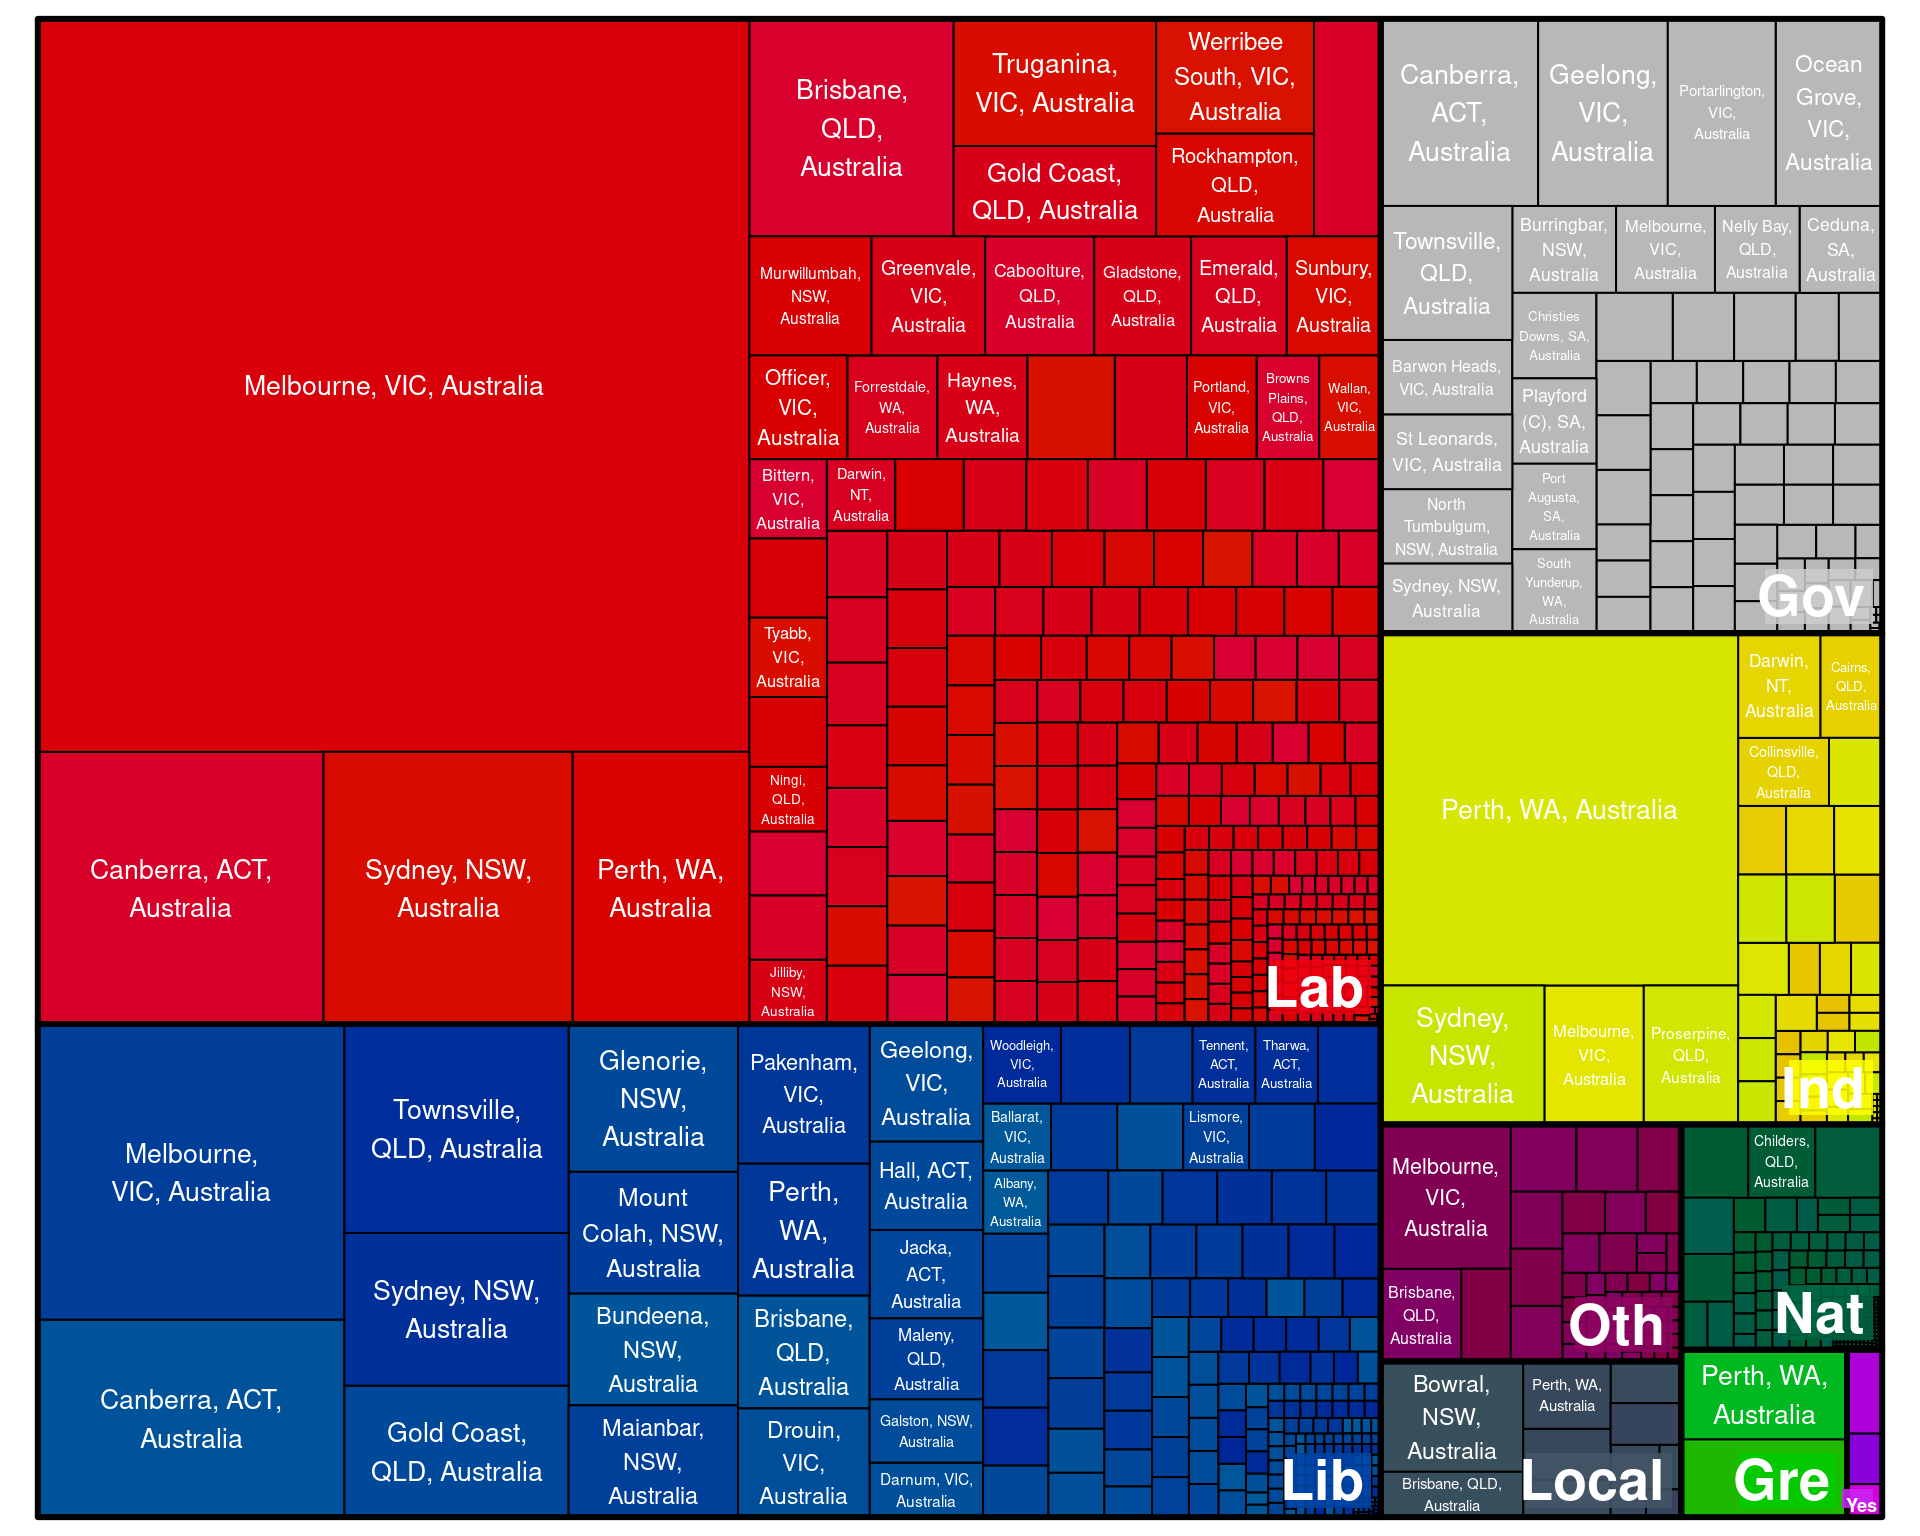 Melbourne, VIC, Australia
Canberra, ACT,
Australia
Sydney, NSW,
Australia
Perth, WA,
Australia
Brisbane,
QLD,
Australia
Truganina,
VIC, Australia
Gold Coast,
QLD, Australia
Werribee
South, VIC,
Australia
Rockhampton,
QLD,
Australia
Murwillumbah,
NSW,
Australia
Greenvale,
VIC,
Australia
Caboolture,
QLD,
Australia
Gladstone,
QLD,
Australia
Emerald,
QLD,
Australia
Sunbury,
VIC,
Australia
Officer,
VIC,
Australia
Forrestdale,
WA,
Australia
Haynes,
WA,
Australia
Portland,
VIC,
Australia
Browns
Plains,
QLD,
Australia
Wallan,
VIC,
Australia
Bittern,
VIC,
Australia
Darwin,
NT,
Australia
Tyabb,
VIC,
Australia
Ningi,
QLD,
Australia
Jilliby,
NSW,
Australia
Lab
Canberra,
ACT,
Australia
Geelong,
VIC,
Australia
Portarlington,
VIC,
Australia
Ocean
Grove,
VIC,
Australia
Townsville,
QLD,
Australia
Burringbar,
NSW,
Australia
Melbourne,
VIC,
Australia
Nelly Bay,
QLD,
Australia
Ceduna,
SA,
Australia
Christies
Downs, SA,
Australia
Barwon Heads,
VIC, Australia
Playford
(C), SA,
Australia
St Leonards,
VIC, Australia
Port
Augusta,
SA,
Australia
North
Tumbulgum,
NSW, Australia
South
Yunderup,
WA,
Australia
Sydney, NSW,
Australia
Gov
Perth, WA, Australia
Darwin,
NT,
Australia
Cairns,
QLD,
Australia
Collinsville,
QLD,
Australia
Sydney,
NSW,
Australia
Melbourne,
VIC,
Australia
Proserpine,
QLD,
Australia
Ind
Melbourne,
VIC, Australia
Canberra, ACT,
Australia
Townsville,
QLD, Australia
Sydney, NSW,
Australia
Gold Coast,
QLD, Australia
Glenorie,
NSW,
Australia
Mount
Colah, NSW,
Australia
Bundeena,
NSW,
Australia
Maianbar,
NSW,
Australia
Pakenham,
VIC,
Australia
Perth,
WA,
Australia
Brisbane,
QLD,
Australia
Drouin,
VIC,
Australia
Geelong,
VIC,
Australia
Hall, ACT,
Australia
Jacka,
ACT,
Australia
Maleny,
QLD,
Australia
Galston, NSW,
Australia
Darnum, VIC,
Australia
Woodleigh,
VIC,
Australia
Tennent,
ACT,
Australia
Tharwa,
ACT,
Australia
Ballarat,
VIC,
Australia
Lismore,
VIC,
Australia
Albany,
WA,
Australia
Lib
Melbourne,
VIC,
Australia
Brisbane,
QLD,
Australia
Oth
Childers,
QLD,
Australia
Nat
Bowral,
NSW,
Australia
Perth, WA,
Australia
Brisbane, QLD,
Australia
Local
Perth, WA,
Australia
Gre
Yes